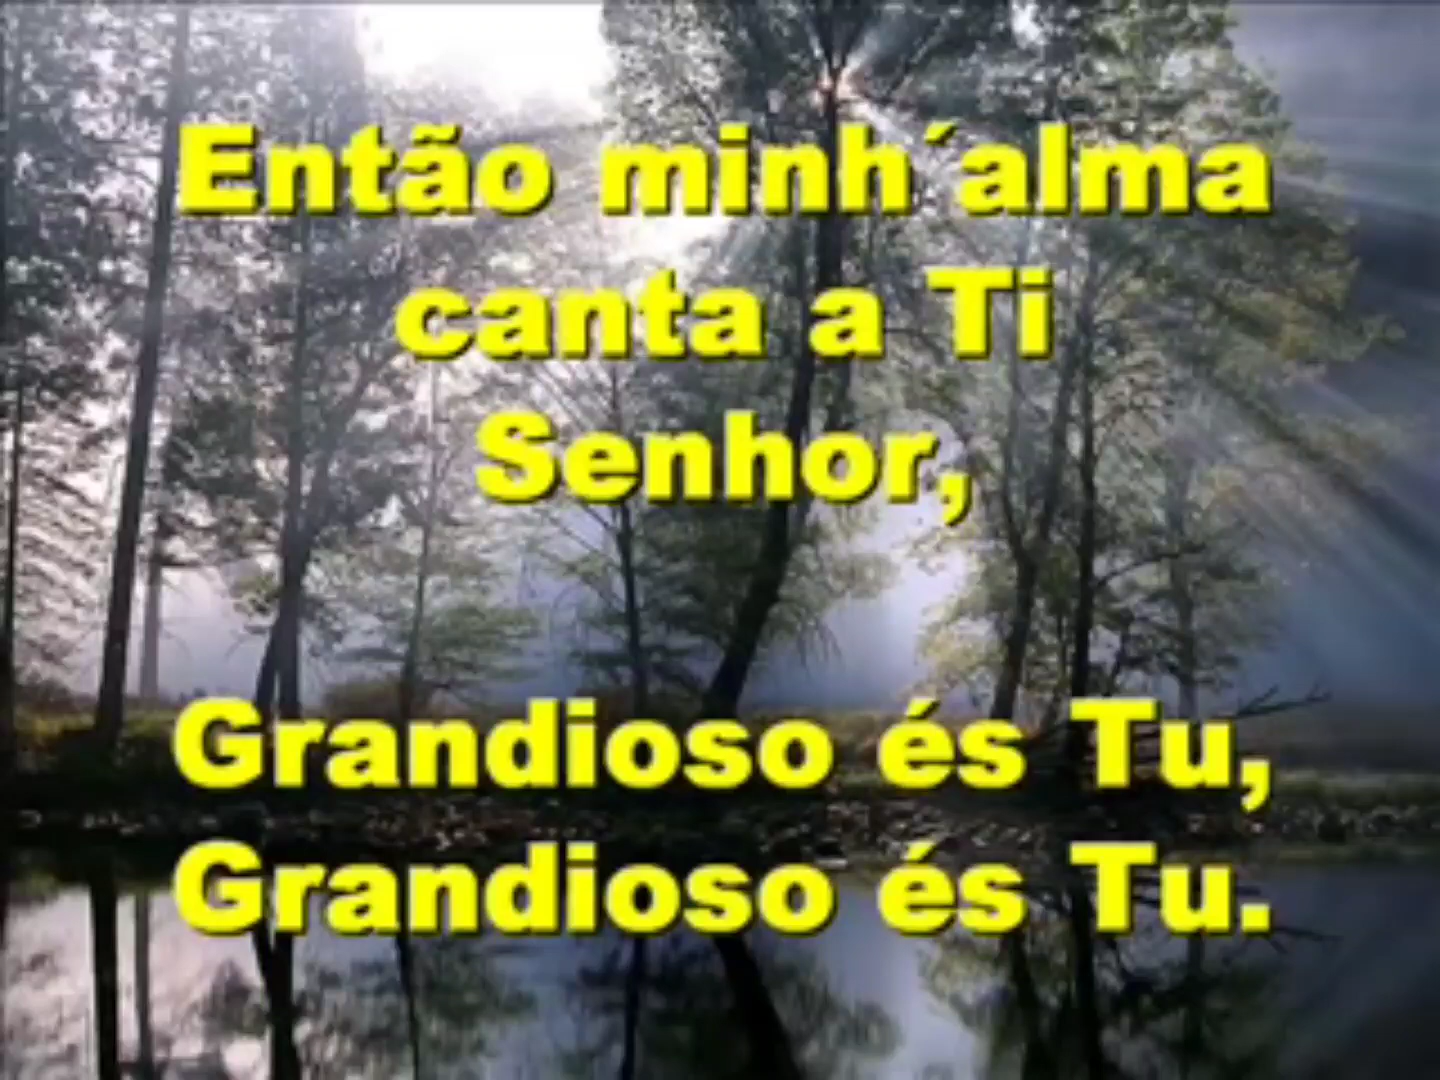 Então minh´alma
canta a Ti
Senhor,
Grandioso és Tu,
Grandioso és Tu.